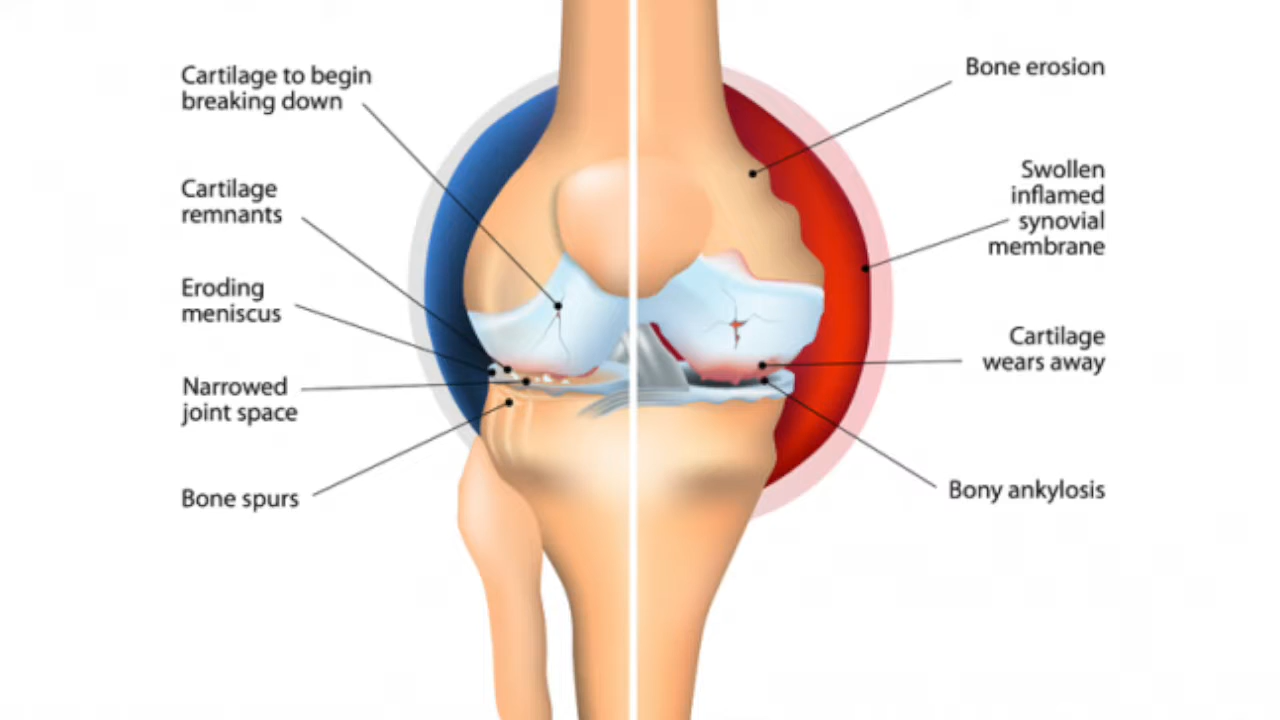 Cartilage to begin
breaking down
Cartilage
remnants
Eroding
meniscus
Narrowed
joint space
Bone spurs
Bone erosion
Swollen
inflamed
synovial
membrane
Cartilage
wears away
Bony ankylosis